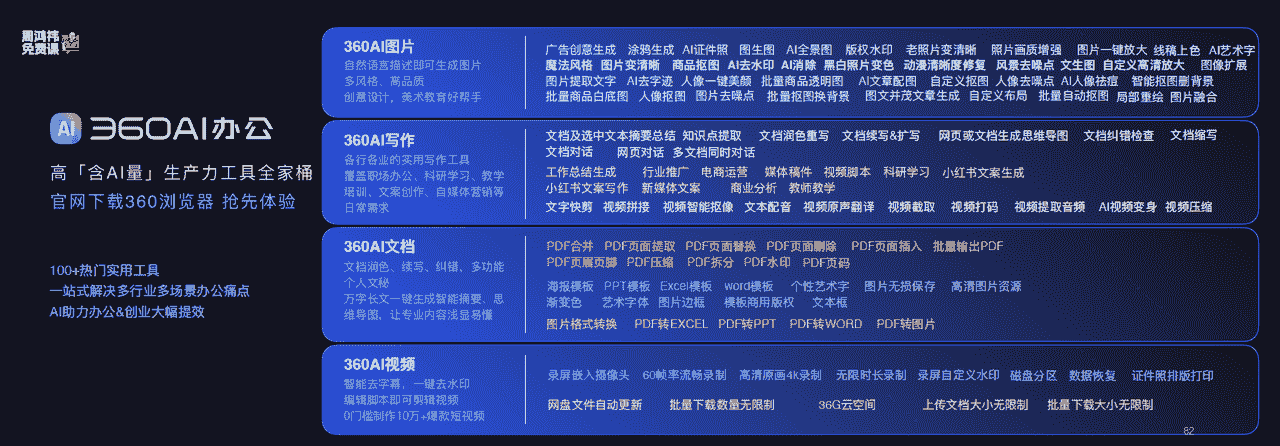 周鸿祎
免费课
AI 360AI办公
高「含AI量」生产力工具全家桶
官网下载360浏览器 抢先体验
100+热门实用工具
一站式解决多行业多场景办公痛点
AI助力办公&创业大幅提效
360AI图片
自然语言描述即可生成图片
多风格、高品质
创意设计，美术教育好帮手
广告创意生成 涂鸦生成 AI证件照 图生图 AI全景图 版权水印 老照片变清晰 照片画质增强 图片一键放大 线稿上色 AI艺术字
魔法风格 图片变清晰 商品抠图 AI去水印 AI消除 黑白照片变色 动漫清晰度修复 风景去噪点 文生图 自定义高清放大 图像扩展
图片提取文字 AI去字迹 人像一键美颜 批量商品透明图 AI文章配图 自定义抠图 人像去噪点 AI人像祛痘 智能抠图删背景
批量商品白底图 人像抠图 图片去噪点 批量抠图换背景 图文并茂文章生成 自定义布局 批量自动抠图 局部重绘 图片融合
360AI写作
各行各业的实用写作工具
覆盖职场办公、科研学习、教学
培训、文案创作、自媒体营销等
日常需求
文档及选中文本摘要总结 知识点提取 文档润色重写 文档续写&扩写 网页或文档生成思维导图 文档纠错检查 文档缩写
文档对话 网页对话 多文档同时对话
工作总结生成 行业推广 电商运营 媒体稿件 视频脚本 科研学习 小红书文案生成
小红书文案写作 新媒体文案 商业分析 教师教学
文字快剪 视频拼接 视频智能抠像 文本配音 视频原声翻译 视频截取 视频打码 视频提取音频 AI视频变身 视频压缩
360AI文档
文档润色、续写、纠错，多功能
个人文秘
万字长文一键生成智能摘要、思
维导图，让专业内容浅显易懂
PDF合并 PDF页面提取 PDF页面替换 PDF页面删除 PDF页面插入 批量输出PDF
PDF页眉页脚 PDF压缩 PDF拆分 PDF水印 PDF页码
海报模板 PPT模板 Excel模板 word模板 个性艺术字 图片无损保存 高清图片资源
渐变色 艺术字体 图片边框 模板商用版权 文本框
图片格式转换 PDF转EXCEL PDF转PPT PDF转WORD PDF转图片
360AI视频
智能去字幕，一键去水印
编辑脚本即可剪辑视频
0门槛制作10万+爆款短视频
录屏嵌入摄像头 60帧率流畅录制 高清原画4k录制 无限时长录制 录屏自定义水印 磁盘分区 数据恢复 证件照排版打印
网盘文件自动更新 批量下载数量无限制 36G云空间 上传文档大小无限制 批量下载大小无限制
82